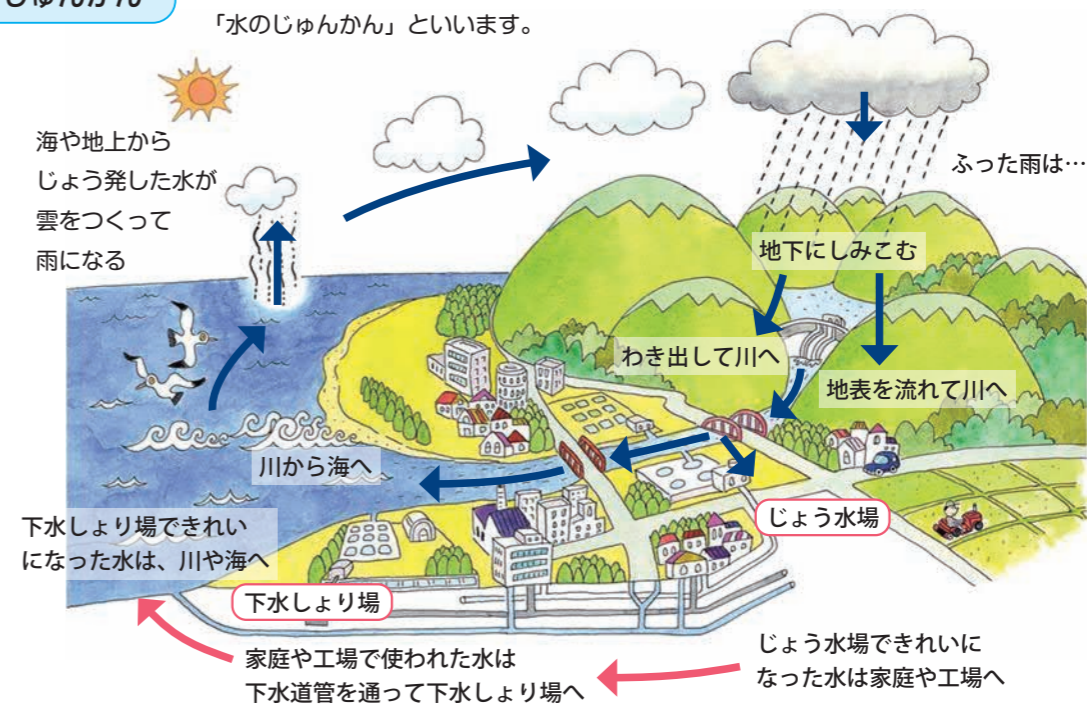 じゅんかん
「水のじゅんかん」といいます。
海や地上から
じょう発した水が
雲をつくって
雨になる
ふった雨は…
地下にしみこむ
わき出して川へ
地表を流れて川へ
川から海へ
じょう水場
下水しょり場できれい
になった水は、川や海へ
下水しょり場
家庭や工場で使われた水は
下水道管を通って下水しょり場へ
じょう水場できれいに
なった水は家庭や工場へ